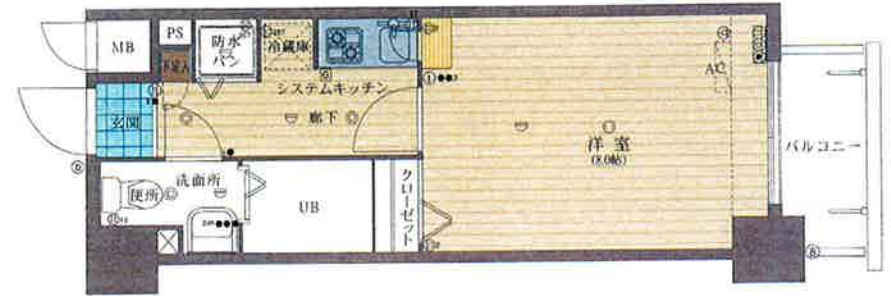 MB
PS
防水
パン
冷蔵庫
下足入
システムキッチン
玄関
廊下
AC
洋室
(8.0帖)
バルコニー
洗面所
便所
UB
クローゼット